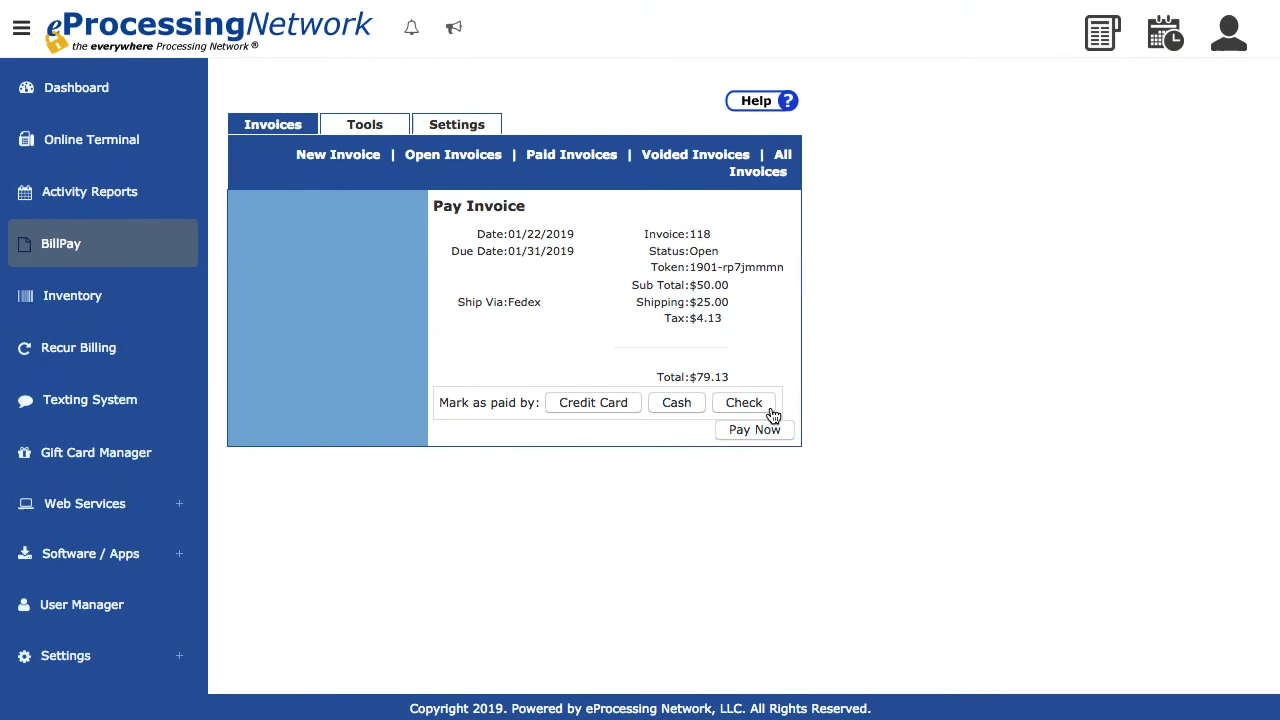 eProcessingNetwork
the everywhere Processing Network®
Dashboard
Online Terminal
Activity Reports
BillPay
Inventory
Recur Billing
Texting System
Gift Card Manager
Web Services +
Software / Apps +
User Manager
Settings +
Help ?
Invoices Tools Settings
New Invoice | Open Invoices | Paid Invoices | Voided Invoices | All
Invoices
Pay Invoice
Date:01/22/2019 Invoice:118
Due Date:01/31/2019 Status:Open
Token:1901-rp7jmmmn
Sub Total:$50.00
Ship Via:Fedex Shipping:$25.00
Tax:$4.13
Total:$79.13
Mark as paid by: Credit Card Cash Check
Pay Now
Copyright 2019. Powered by eProcessing Network, LLC. All Rights Reserved.